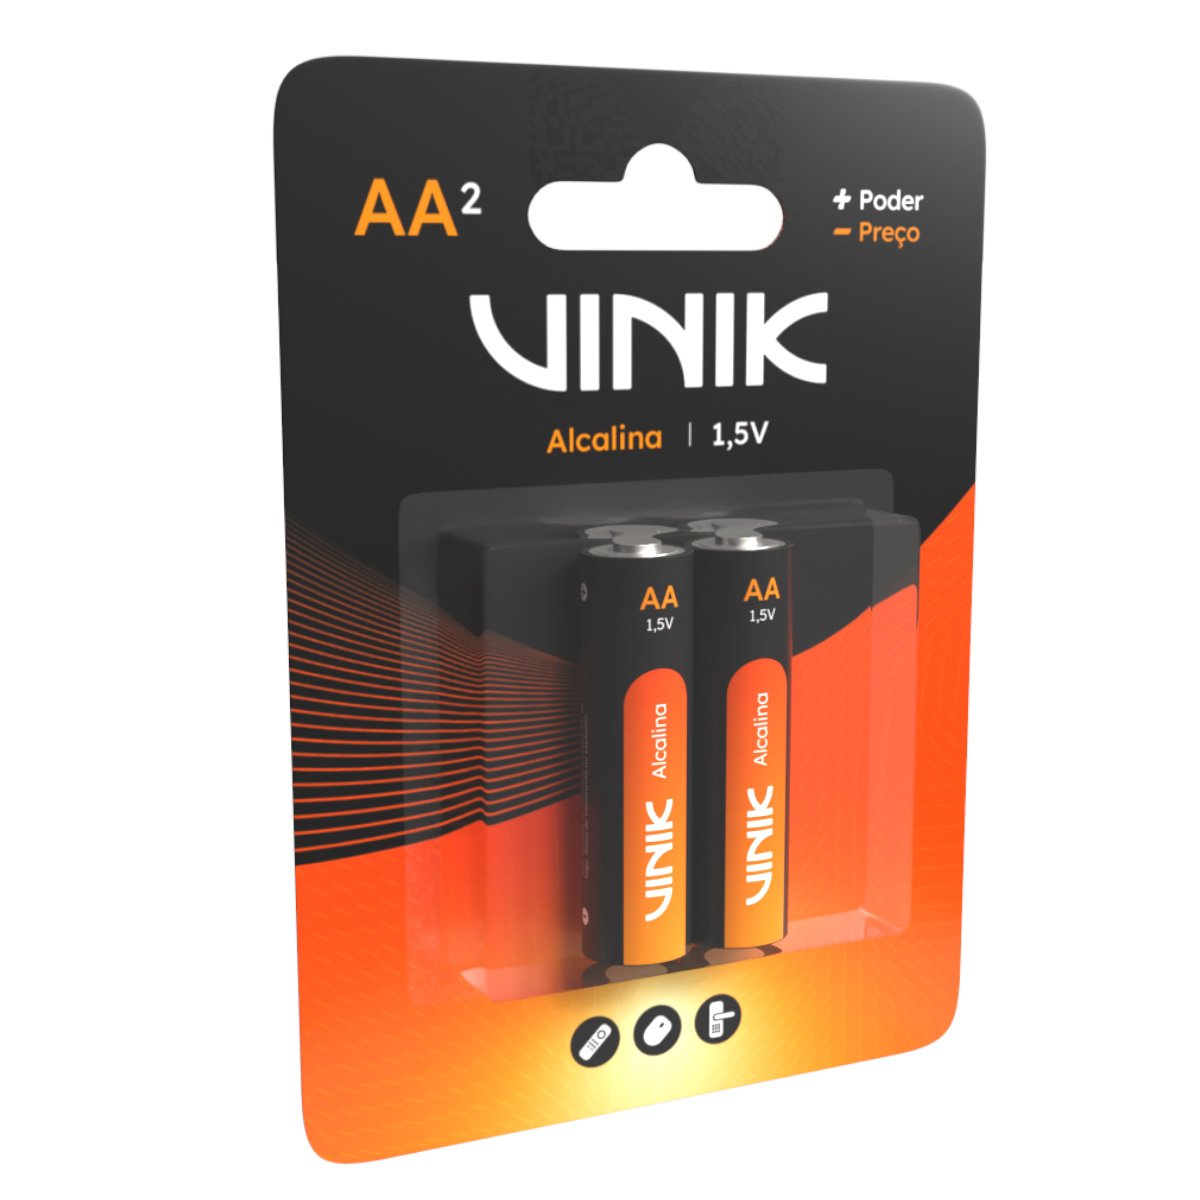 AA²
+ Poder
- Preço
VINIK
Alcalina | 1,5V
AA
1,5V
Alcalina
VINIK
AA
1,5V
Alcalina
VINIK